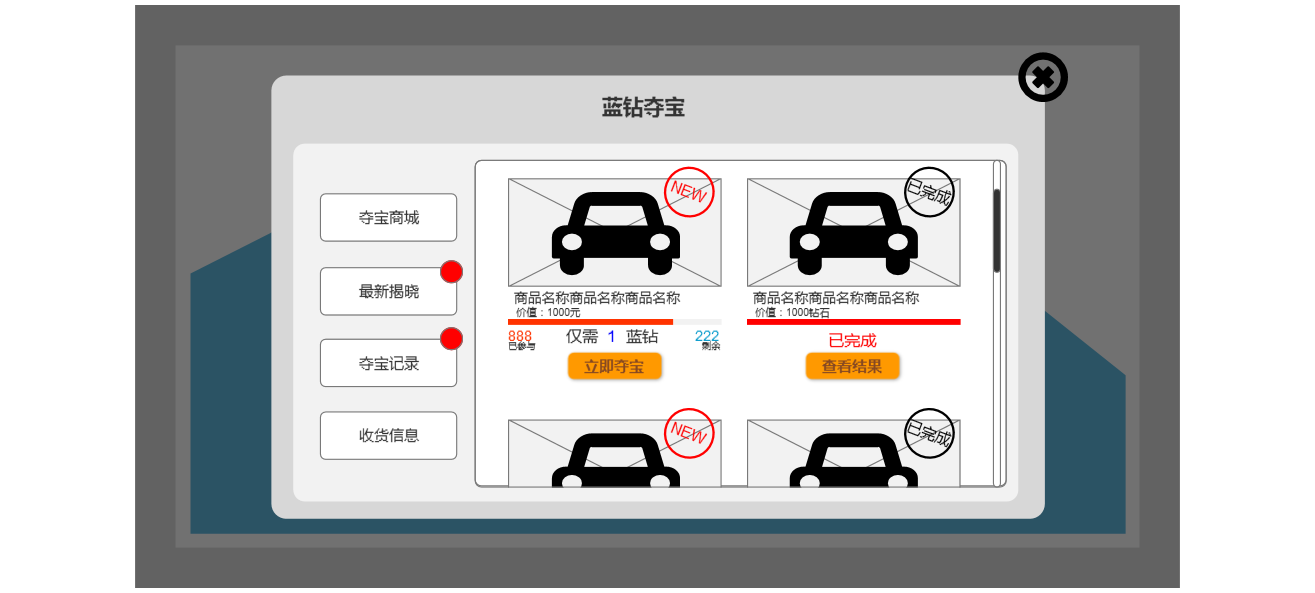 蓝钻夺宝
夺宝商城
最新揭晓
夺宝记录
收货信息
NEW
商品名称商品名称商品名称
价值：1000元
888
已参与
仅需 1 蓝钻
222
剩余
立即夺宝
已完成
商品名称商品名称商品名称
价值：1000钻石
已完成
查看结果
NEW
已完成